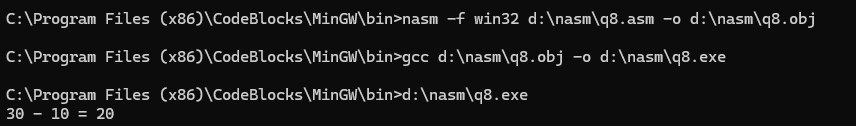 C:\Program Files (x86)\CodeBlocks\MinGW\bin>nasm -f win32 d:\nasm\q8.asm -o d:\nasm\q8.obj
C:\Program Files (x86)\CodeBlocks\MinGW\bin>gcc d:\nasm\q8.obj -o d:\nasm\q8.exe
C:\Program Files (x86)\CodeBlocks\MinGW\bin>d:\nasm\q8.exe
30 - 10 = 20